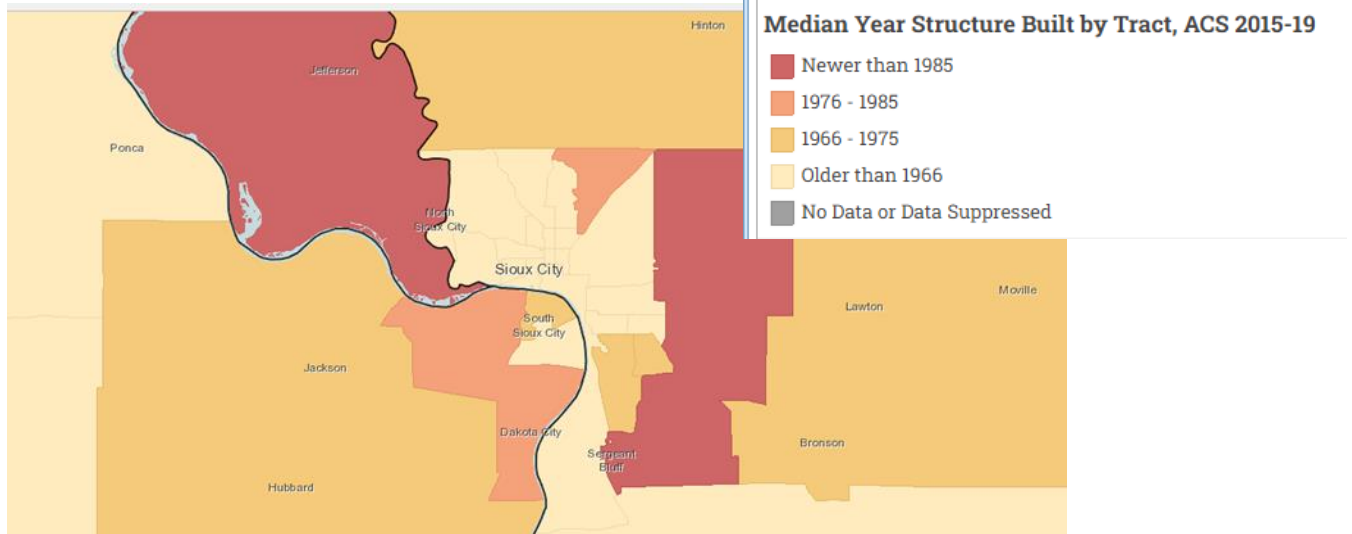 Median Year Structure Built by Tract, ACS 2015-19
Newer than 1985
1976 - 1985
1966 - 1975
Older than 1966
No Data or Data Suppressed
Hinton
Jefferson
Ponca
North
Sioux City
Sioux City
Moville
Lawton
South
Sioux City
Jackson
Dakota City
Bronson
Sergeant
Bluff
Hubbard